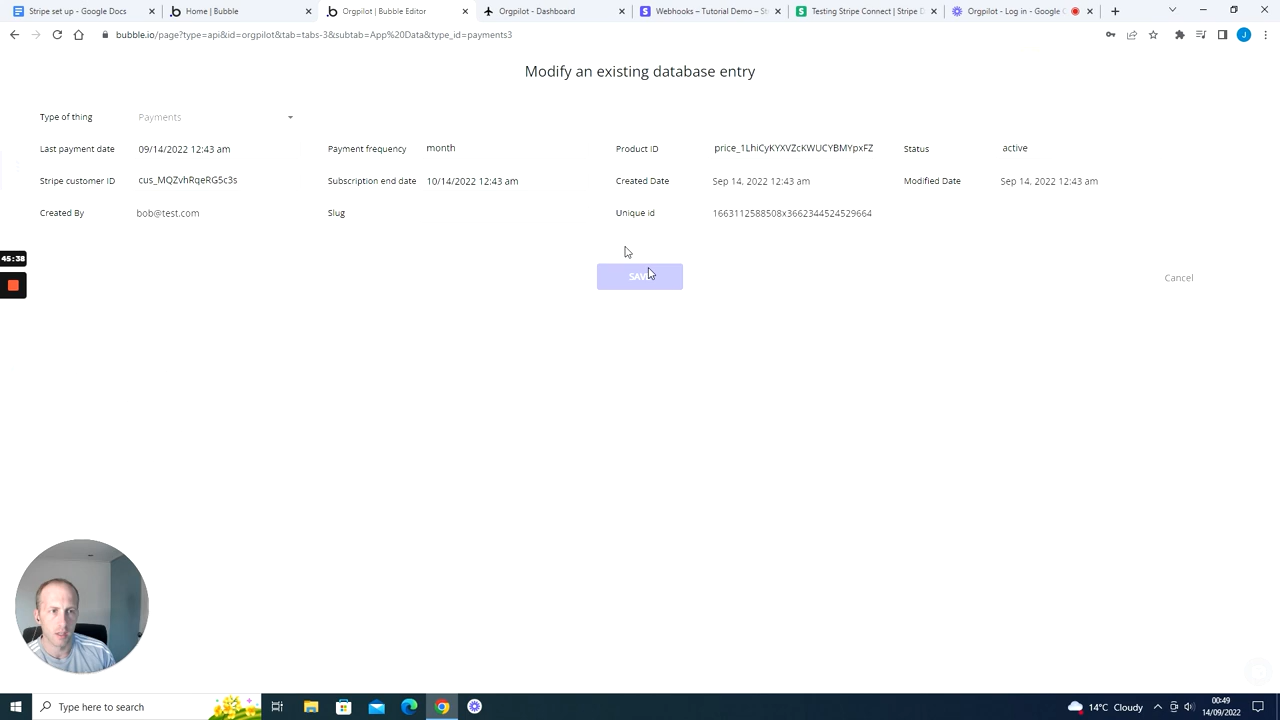 Stripe set up - Google Docs
Home | Bubble
Orgpilot | Bubble Editor
Orgpilot - Dashboard
Webhooks – Tutorial Demo – St
Testing Stripe Connect | Stripe D
Orgpilot - Log in - Google C
bubble.io/page?type=api&id=orgpilot&tab=tabs-3&subtab=App%20Data&type_id=payments3
J
Modify an existing database entry
Type of thing Payments
Last payment date 09/14/2022 12:43 am Payment frequency month Product ID price_1LhiCyKYXVZcKWUCYBMYpxFZ Status active
Stripe customer ID cus_MQZvhRqeRG5c3s Subscription end date 10/14/2022 12:43 am Created Date Sep 14, 2022 12:43 am Modified Date Sep 14, 2022 12:43 am
Created By bob@test.com Slug Unique id 1663112588508x3662344524529664
45:38
SAVE
Cancel
Type here to search
14°C Cloudy
00:49
14/09/2022